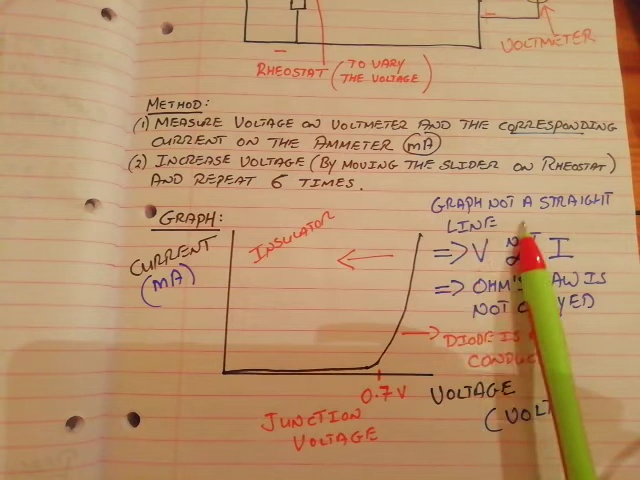 VOLTMETER
RHEOSTAT (TO VARY
THE VOLTAGE)
METHOD:
(1) MEASURE VOLTAGE ON VOLTMETER AND THE CORRESPONDING
CURRENT ON THE AMMETER (mA)
(2) INCREASE VOLTAGE (BY MOVING THE SLIDER ON RHEOSTAT)
AND REPEAT 6 TIMES.
GRAPH:
GRAPH NOT A STRAIGHT
LINE
=> V NOT ∝ I
=> OHM'S LAW IS
NOT OBEYED
CURRENT
(mA)
INSULATOR
DIODE IS
0.7V
VOLTAGE
JUNCTION
VOLTAGE